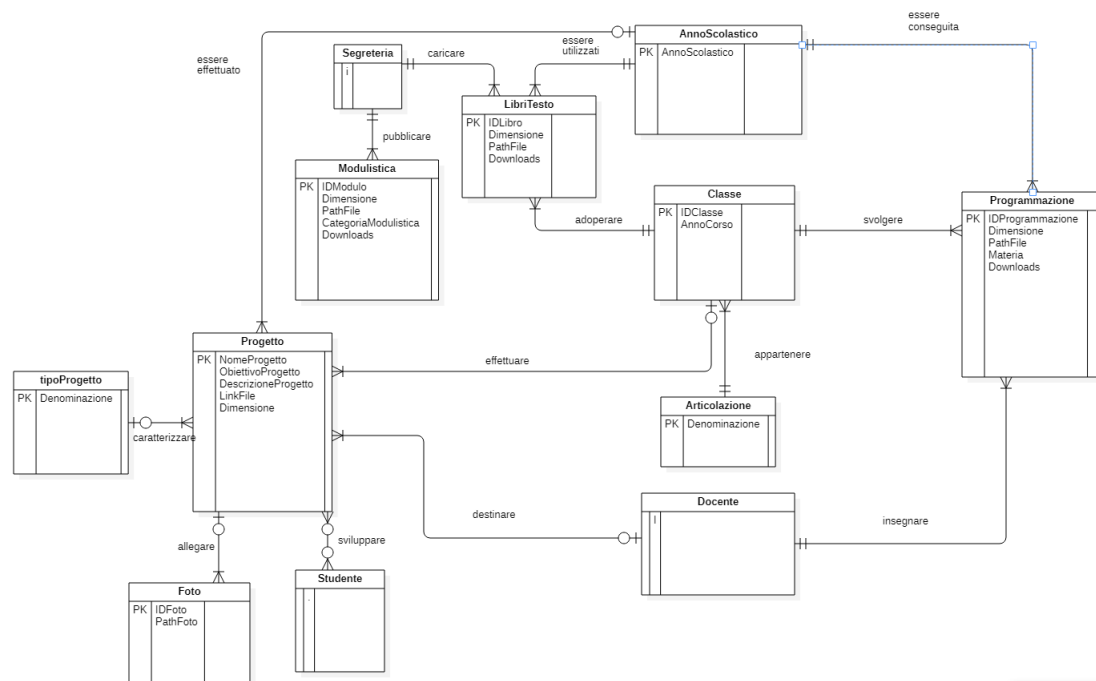 essere
conseguita
AnnoScolastico
PK AnnoScolastico
essere
utilizzati
essere
effettuato
Segreteria
i
caricare
LibriTesto
PK IDLibro
Dimensione
PathFile
Downloads
pubblicare
Modulistica
PK IDModulo
Dimensione
PathFile
CategoriaModulistica
Downloads
Classe
PK IDClasse
AnnoCorso
adoperare
svolgere
Programmazione
PK IDProgrammazione
Dimensione
PathFile
Materia
Downloads
Progetto
PK NomeProgetto
ObiettivoProgetto
DescrizioneProgetto
LinkFile
Dimensione
effettuare
appartenere
tipoProgetto
PK Denominazione
caratterizzare
Articolazione
PK Denominazione
destinare
Docente
insegnare
allegare
sviluppare
Foto
PK IDFoto
PathFoto
Studente